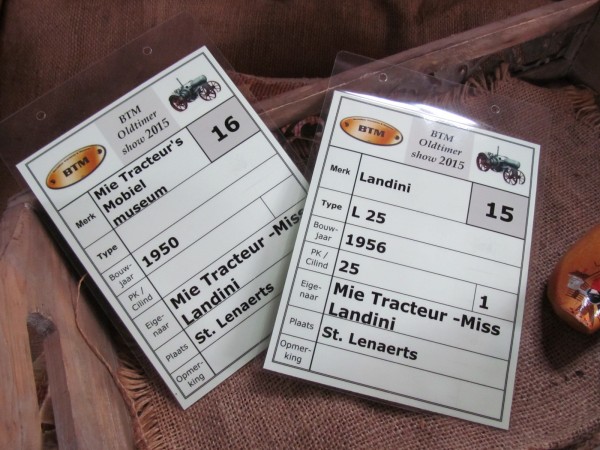 BTM
BTM
Oldtimer
show 2015
16
Merk
Mie Tracteur's
Mobiel
museum
Type
Bouw-
jaar
1950
PK /
Cilind
Eige-
naar
Mie Tracteur -Miss
Landini
Plaats
St. Lenaerts
Opmer-
king
BTM
BTM
Oldtimer
show 2015
15
Merk
Landini
Type
L 25
Bouw-
jaar
1956
PK /
Cilind
25
1
Eige-
naar
Mie Tracteur -Miss
Landini
Plaats
St. Lenaerts
Opmer-
king